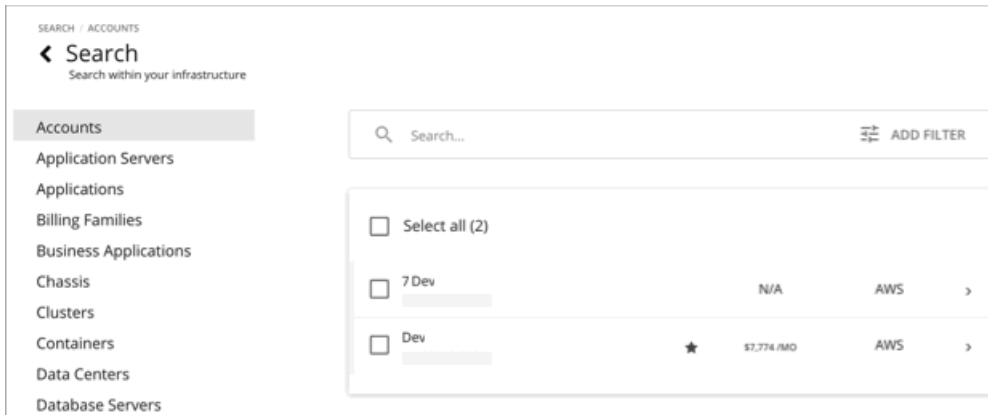 SEARCH / ACCOUNTS
Search
Search within your infrastructure
Accounts
Application Servers
Applications
Billing Families
Business Applications
Chassis
Clusters
Containers
Data Centers
Database Servers
Search...
ADD FILTER
Select all (2)
7 Dev
N/A
AWS
Dev
$7,774 /MO
AWS